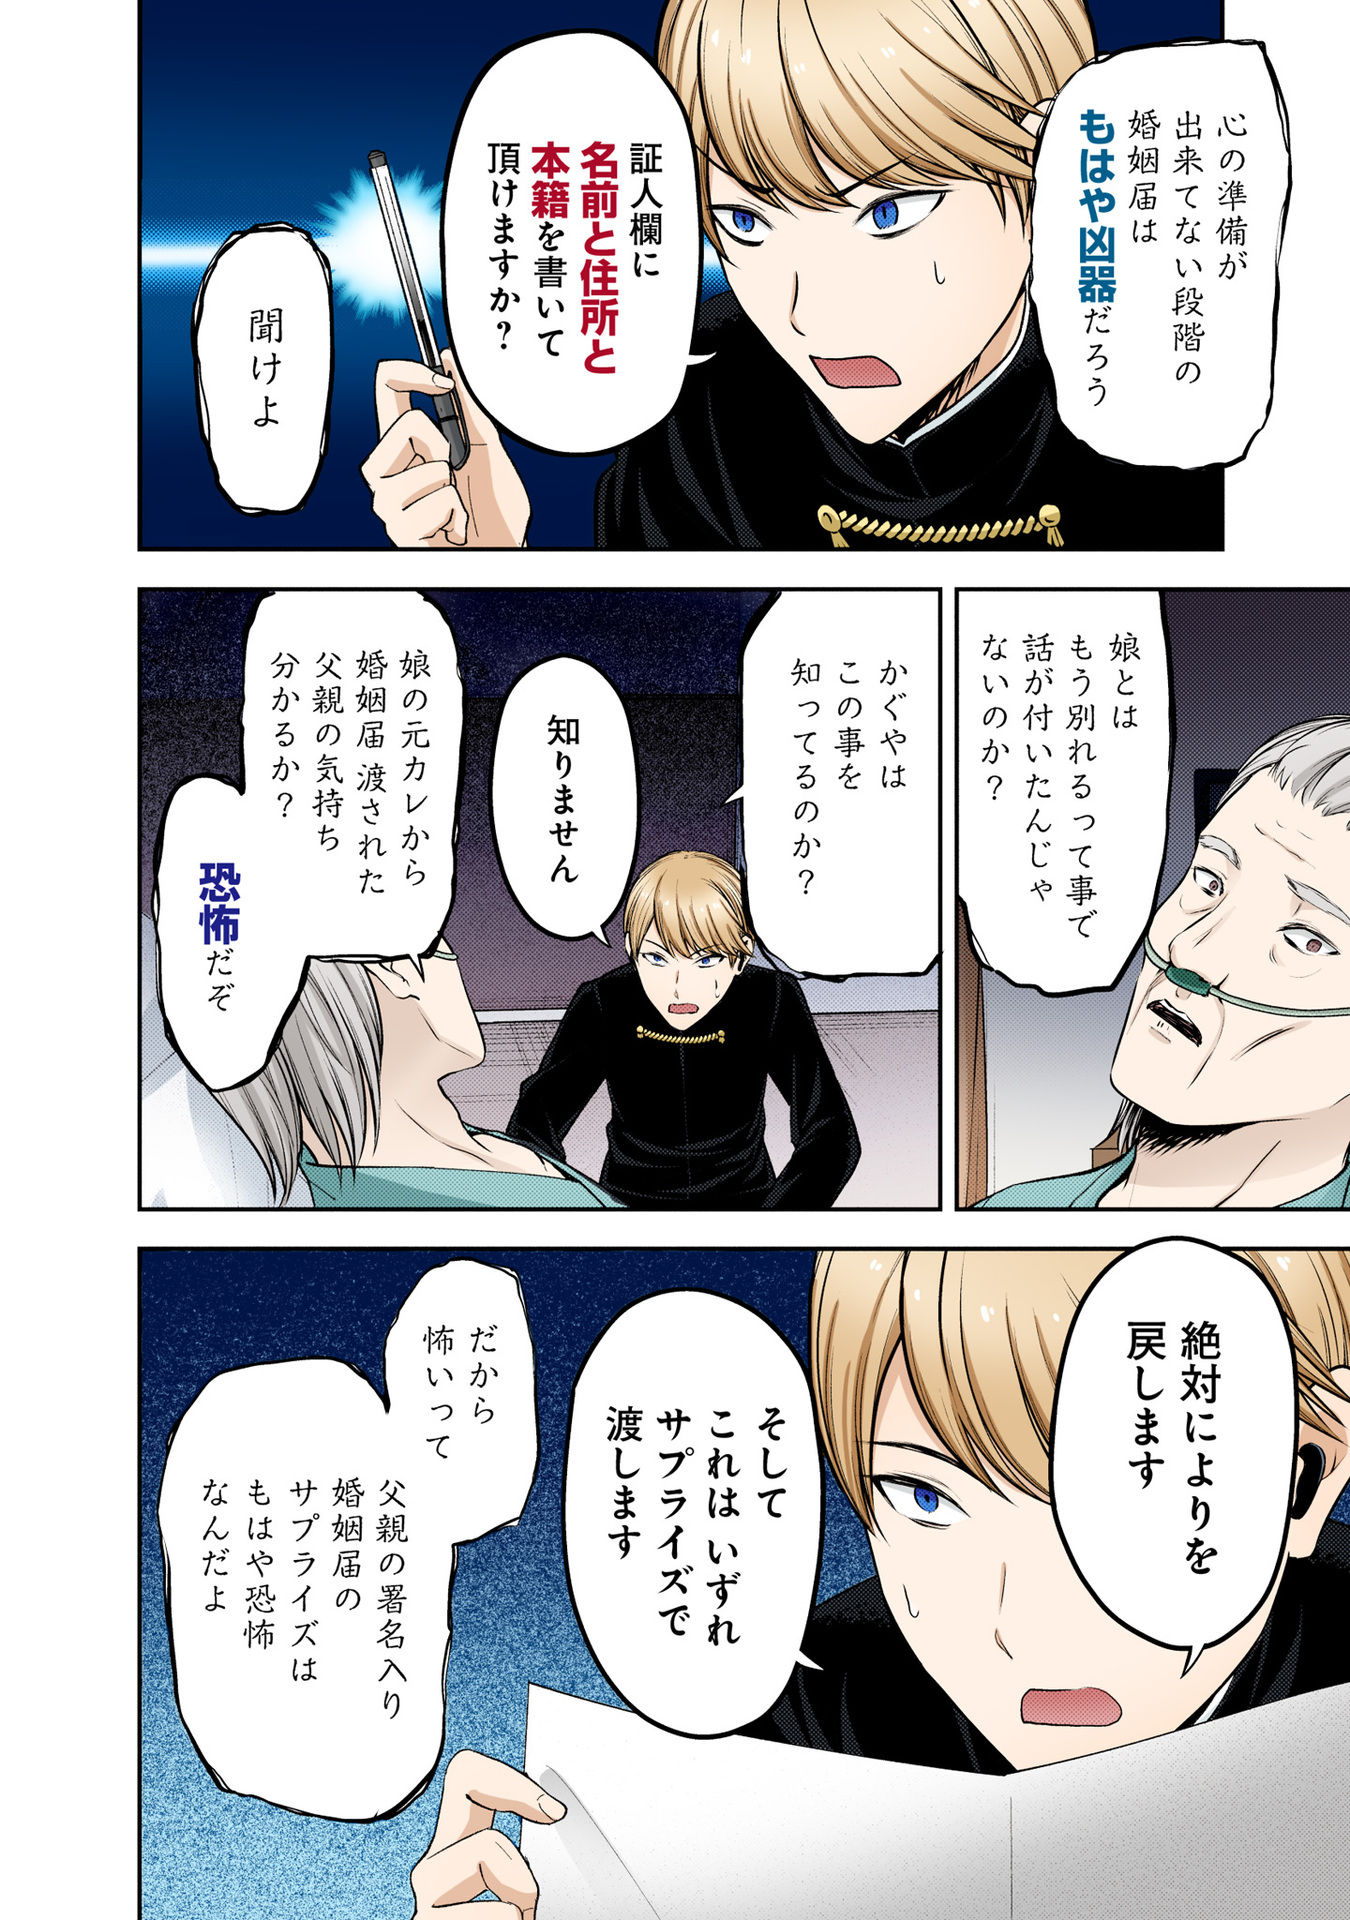 心の準備が
出来てない段階の
婚姻届は
もはや凶器だろう
証人欄に
名前と住所と
本籍を書いて
頂けますか？
聞けよ
娘とは
もう別れるって事で
話が付いたんじゃ
ないのか？
かぐやは
この事を
知ってるのか？
知りません
娘の元カレから
婚姻届 渡された
父親の気持ち
分かるか？
恐怖だぞ
絶対によりを
戻します
そして
これは いずれ
サプライズで
渡します
だから
怖いって
父親の署名入り
婚姻届の
サプライズは
もはや恐怖
なんだよ